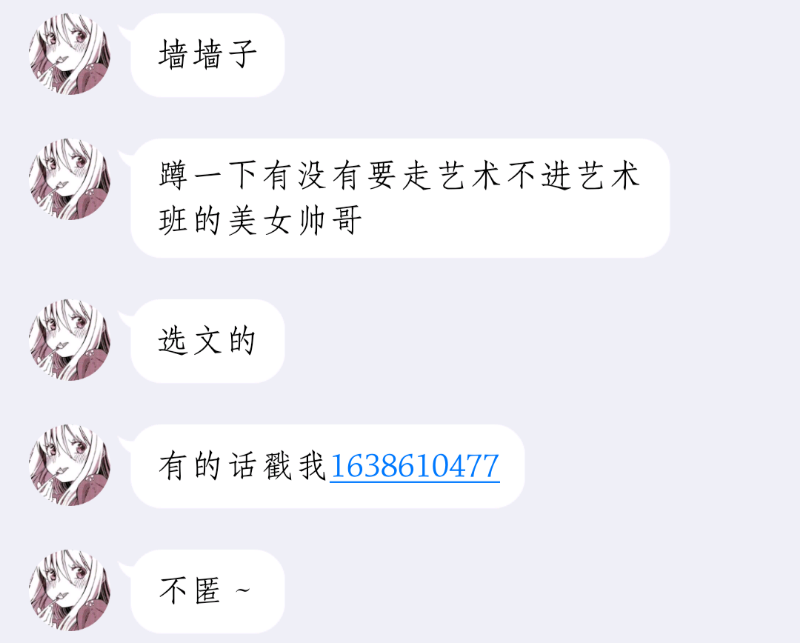 墙墙子
蹲一下有没有要走艺术不进艺术
班的美女帅哥
选文的
有的话戳我1638610477
不匿~